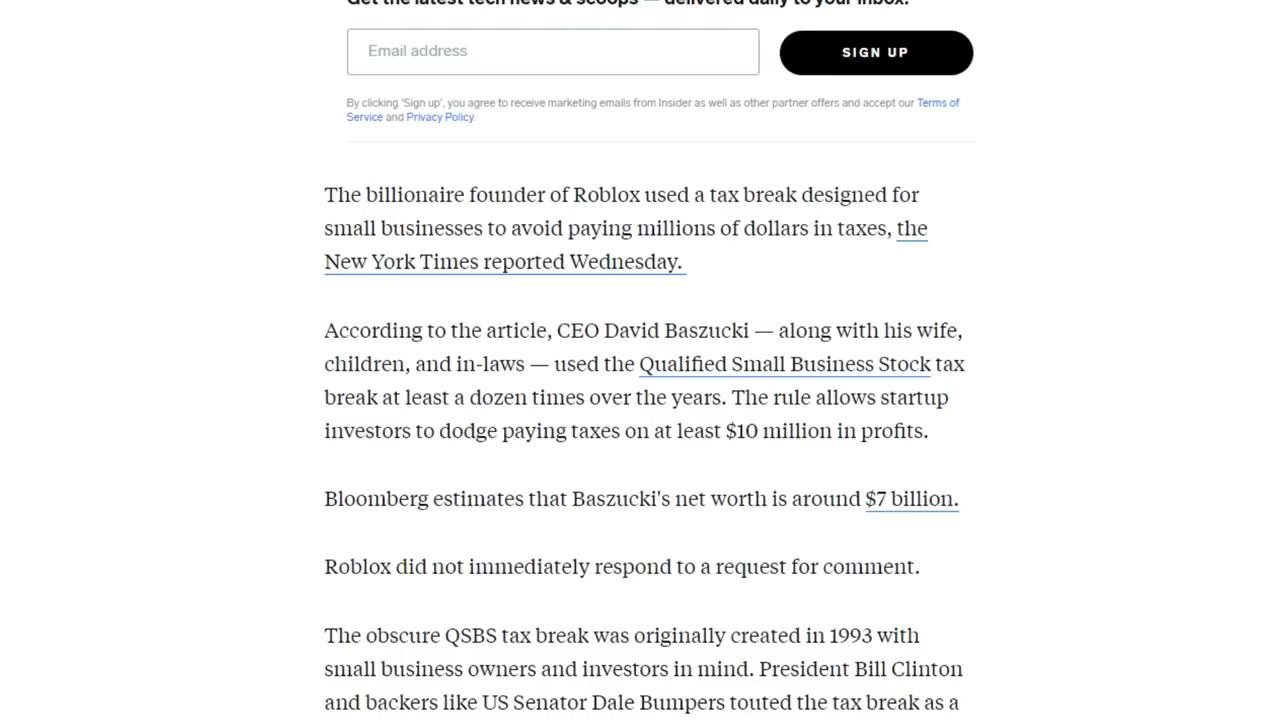 Get the latest tech news & scoops — delivered daily to your inbox.
Email address
SIGN UP
By clicking 'Sign up', you agree to receive marketing emails from Insider as well as other partner offers and accept our Terms of
Service and Privacy Policy.
The billionaire founder of Roblox used a tax break designed for
small businesses to avoid paying millions of dollars in taxes, the
New York Times reported Wednesday.
According to the article, CEO David Baszucki — along with his wife,
children, and in-laws — used the Qualified Small Business Stock tax
break at least a dozen times over the years. The rule allows startup
investors to dodge paying taxes on at least $10 million in profits.
Bloomberg estimates that Baszucki's net worth is around $7 billion.
Roblox did not immediately respond to a request for comment.
The obscure QSBS tax break was originally created in 1993 with
small business owners and investors in mind. President Bill Clinton
and backers like US Senator Dale Bumpers touted the tax break as a